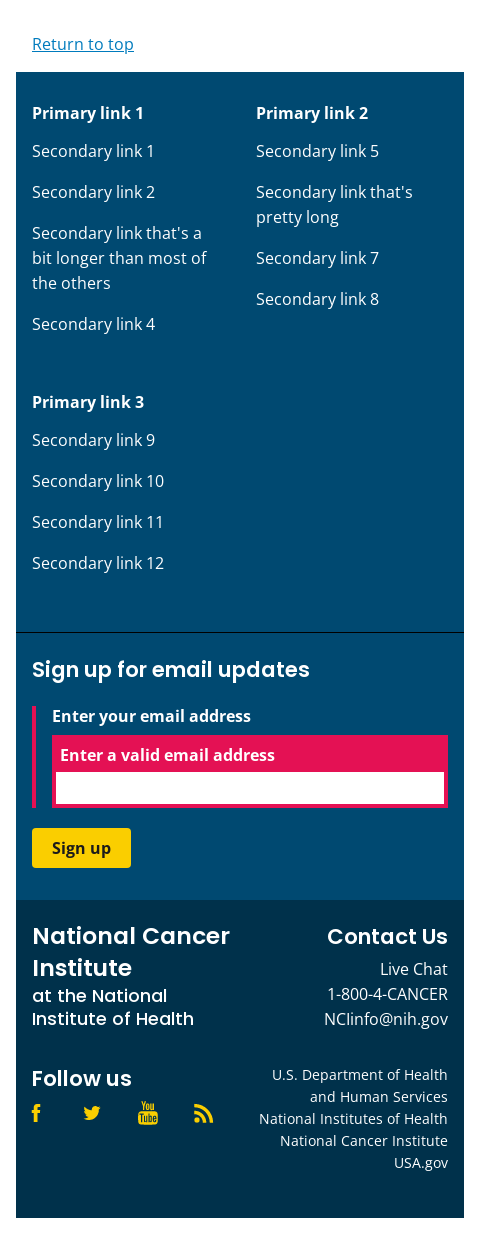 Return to top
Primary link 1
Secondary link 1
Secondary link 2
Secondary link that's a
bit longer than most of
the others
Secondary link 4
Primary link 2
Secondary link 5
Secondary link that's
pretty long
Secondary link 7
Secondary link 8
Primary link 3
Secondary link 9
Secondary link 10
Secondary link 11
Secondary link 12
Sign up for email updates
Enter your email address
Enter a valid email address
Sign up
National Cancer
Institute
at the National
Institute of Health
Contact Us
Live Chat
1-800-4-CANCER
NCIinfo@nih.gov
Follow us
You
Tube
U.S. Department of Health
and Human Services
National Institutes of Health
National Cancer Institute
USA.gov